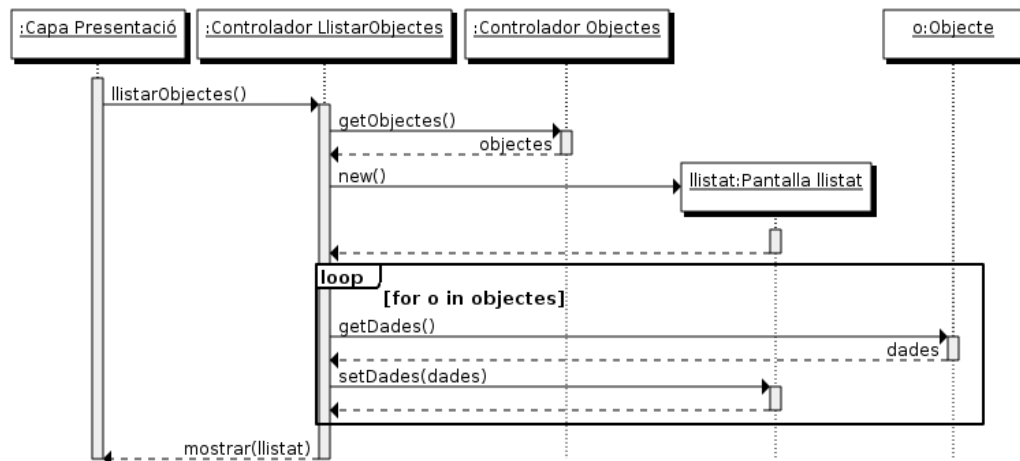 :Capa Presentació
:Controlador LlistarObjectes
:Controlador Objectes
o:Objecte
llistarObjectes()
getObjectes()
objectes
new()
llistat:Pantalla llistat
loop
[for o in objectes]
getDades()
dades
setDades(dades)
mostrar(llistat)